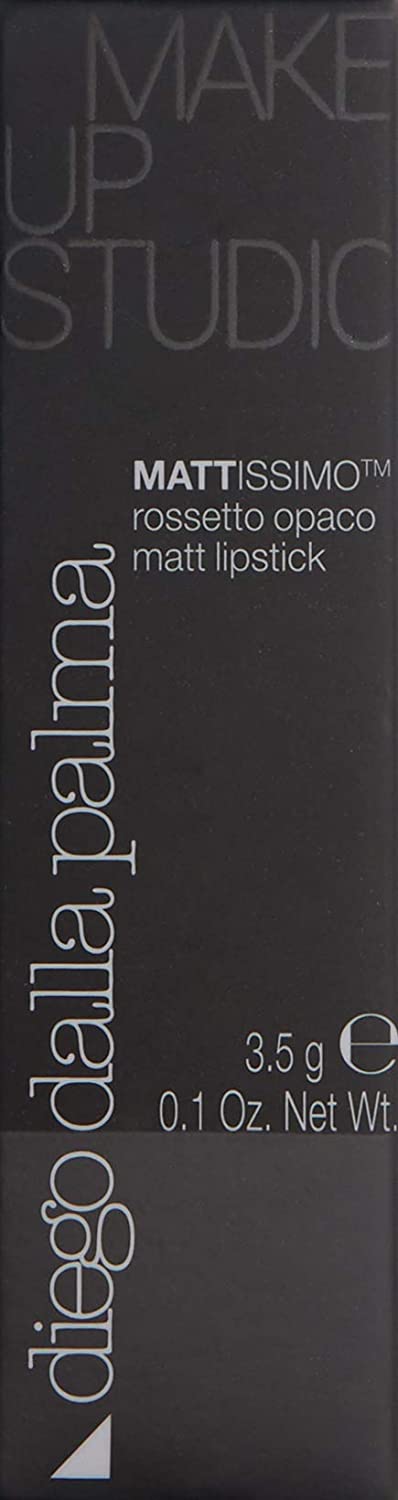 MAKE
UP
STUDIO
MATTISSIMO™
rossetto opaco
matt lipstick
diego dalla palma
3.5 g ℮
0.1 Oz. Net Wt.